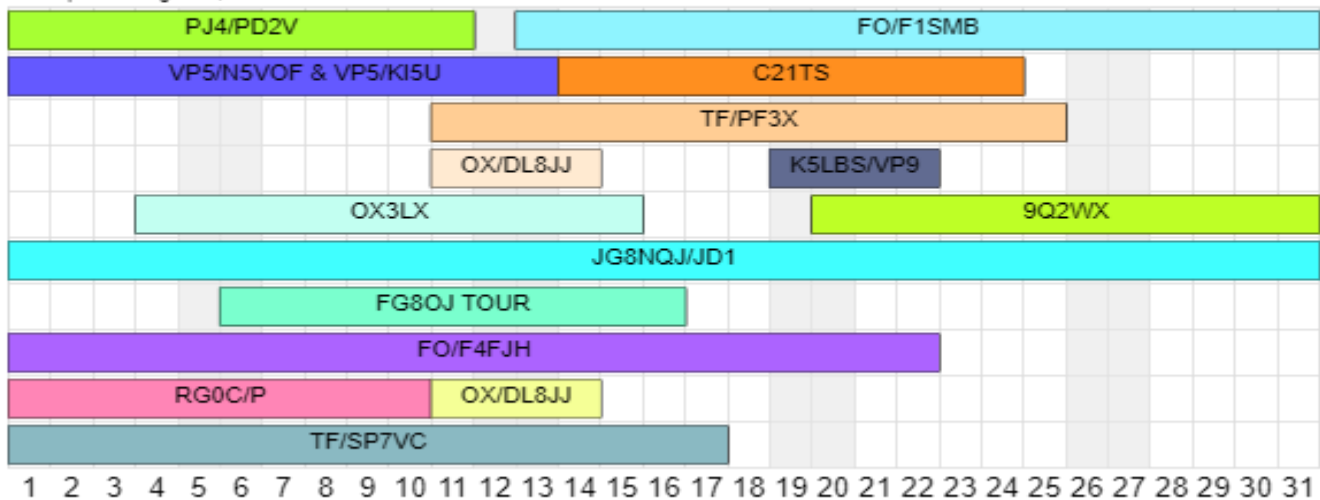 PJ4/PD2V FO/F1SMB
VP5/N5VOF & VP5/KI5U C21TS
TF/PF3X
OX/DL8JJ K5LBS/VP9
OX3LX 9Q2WX
JG8NQJ/JD1
FG8OJ TOUR
FO/F4FJH
RG0C/P OX/DL8JJ
TF/SP7VC
1 2 3 4 5 6 7 8 9 10 11 12 13 14 15 16 17 18 19 20 21 22 23 24 25 26 27 28 29 30 31